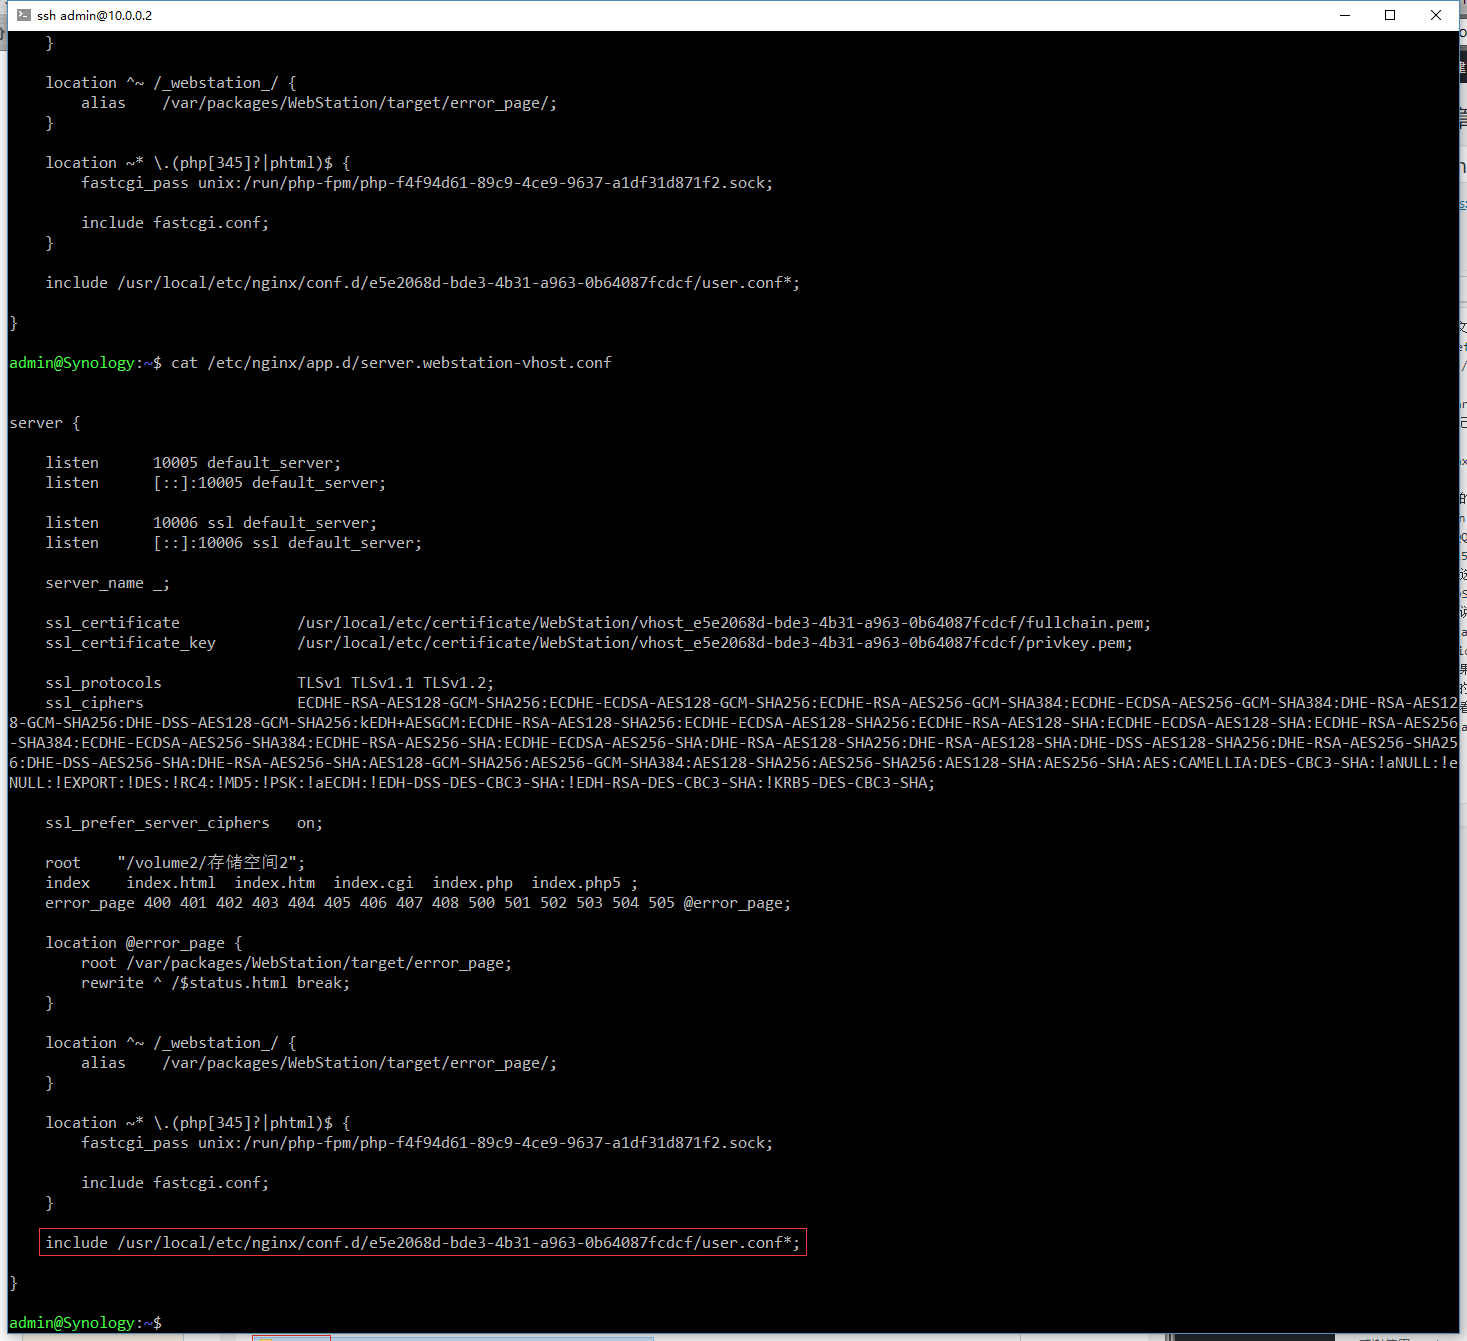 ssh admin@10.0.0.2
    }
    location ^~ /_webstation_/ {
        alias    /var/packages/WebStation/target/error_page/;
    }
    location ~* \.(php[345]?|phtml)$ {
        fastcgi_pass unix:/run/php-fpm/php-f4f94d61-89c9-4ce9-9637-a1df31d871f2.sock;
        include fastcgi.conf;
    }
    include /usr/local/etc/nginx/conf.d/e5e2068d-bde3-4b31-a963-0b64087fcdcf/user.conf*;
}
admin@Synology:~$ cat /etc/nginx/app.d/server.webstation-vhost.conf
server {
    listen      10005 default_server;
    listen      [::]:10005 default_server;
    listen      10006 ssl default_server;
    listen      [::]:10006 ssl default_server;
    server_name _;
    ssl_certificate             /usr/local/etc/certificate/WebStation/vhost_e5e2068d-bde3-4b31-a963-0b64087fcdcf/fullchain.pem;
    ssl_certificate_key         /usr/local/etc/certificate/WebStation/vhost_e5e2068d-bde3-4b31-a963-0b64087fcdcf/privkey.pem;
    ssl_protocols               TLSv1 TLSv1.1 TLSv1.2;
    ssl_ciphers                 ECDHE-RSA-AES128-GCM-SHA256:ECDHE-ECDSA-AES128-GCM-SHA256:ECDHE-RSA-AES256-GCM-SHA384:ECDHE-ECDSA-AES256-GCM-SHA384:DHE-RSA-AES12
8-GCM-SHA256:DHE-DSS-AES128-GCM-SHA256:kEDH+AESGCM:ECDHE-RSA-AES128-SHA256:ECDHE-ECDSA-AES128-SHA256:ECDHE-RSA-AES128-SHA:ECDHE-ECDSA-AES128-SHA:ECDHE-RSA-AES256
-SHA384:ECDHE-ECDSA-AES256-SHA384:ECDHE-RSA-AES256-SHA:ECDHE-ECDSA-AES256-SHA:DHE-RSA-AES128-SHA256:DHE-RSA-AES128-SHA:DHE-DSS-AES128-SHA256:DHE-RSA-AES256-SHA25
6:DHE-DSS-AES256-SHA:DHE-RSA-AES256-SHA:AES128-GCM-SHA256:AES256-GCM-SHA384:AES128-SHA256:AES256-SHA256:AES128-SHA:AES256-SHA:AES:CAMELLIA:DES-CBC3-SHA:!aNULL:!e
NULL:!EXPORT:!DES:!RC4:!MD5:!PSK:!aECDH:!EDH-DSS-DES-CBC3-SHA:!EDH-RSA-DES-CBC3-SHA:!KRB5-DES-CBC3-SHA;
    ssl_prefer_server_ciphers   on;
    root    "/volume2/存储空间2";
    index    index.html  index.htm  index.cgi  index.php  index.php5 ;
    error_page 400 401 402 403 404 405 406 407 408 500 501 502 503 504 505 @error_page;
    location @error_page {
        root /var/packages/WebStation/target/error_page;
        rewrite ^ /$status.html break;
    }
    location ^~ /_webstation_/ {
        alias    /var/packages/WebStation/target/error_page/;
    }
    location ~* \.(php[345]?|phtml)$ {
        fastcgi_pass unix:/run/php-fpm/php-f4f94d61-89c9-4ce9-9637-a1df31d871f2.sock;
        include fastcgi.conf;
    }
    include /usr/local/etc/nginx/conf.d/e5e2068d-bde3-4b31-a963-0b64087fcdcf/user.conf*;
}
admin@Synology:~$